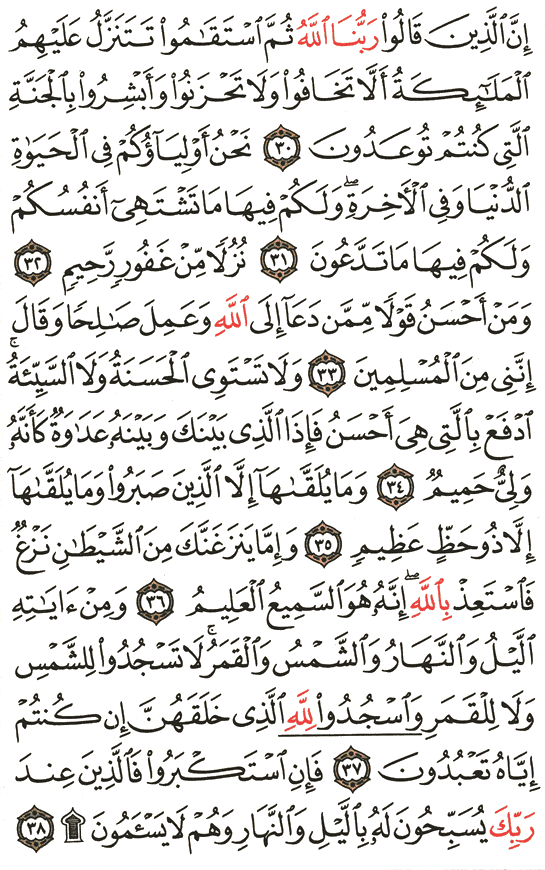 إِنَّ ٱلَّذِينَ قَالُوا۟ رَبُّنَا ٱللَّهُ ثُمَّ ٱسْتَقَٰمُوا۟ تَتَنَزَّلُ عَلَيْهِمُ
ٱلْمَلَٰٓئِكَةُ أَلَّا تَخَافُوا۟ وَلَا تَحْزَنُوا۟ وَأَبْشِرُوا۟ بِٱلْجَنَّةِ
ٱلَّتِى كُنتُمْ تُوعَدُونَ ٣٠ نَحْنُ أَوْلِيَآؤُكُمْ فِى ٱلْحَيَوٰةِ
ٱلدُّنْيَا وَفِى ٱلْءَاخِرَةِ ۖ وَلَكُمْ فِيهَا مَا تَشْتَهِىٓ أَنفُسُكُمْ
وَلَكُمْ فِيهَا مَا تَدَّعُونَ ٣١ نُزُلًا مِّنْ غَفُورٍ رَّحِيمٍ ٣٢
وَمَنْ أَحْسَنُ قَوْلًا مِّمَّن دَعَآ إِلَى ٱللَّهِ وَعَمِلَ صَٰلِحًا وَقَالَ
إِنَّنِى مِنَ ٱلْمُسْلِمِينَ ٣٣ وَلَا تَسْتَوِى ٱلْحَسَنَةُ وَلَا ٱلسَّيِّئَةُ ۚ
ٱدْفَعْ بِٱلَّتِى هِىَ أَحْسَنُ فَإِذَا ٱلَّذِى بَيْنَكَ وَبَيْنَهُۥ عَدَٰوَةٌ كَأَنَّهُۥ
وَلِىٌّ حَمِيمٌ ٣٤ وَمَا يُلَقَّىٰهَآ إِلَّا ٱلَّذِينَ صَبَرُوا۟ وَمَا يُلَقَّىٰهَآ
إِلَّا ذُو حَظٍّ عَظِيمٍ ٣٥ وَإِمَّا يَنزَغَنَّكَ مِنَ ٱلشَّيْطَٰنِ نَزْغٌ
فَٱسْتَعِذْ بِٱللَّهِ ۖ إِنَّهُۥ هُوَ ٱلسَّمِيعُ ٱلْعَلِيمُ ٣٦ وَمِنْ ءَايَٰتِهِ
ٱلَّيْلُ وَٱلنَّهَارُ وَٱلشَّمْسُ وَٱلْقَمَرُ ۚ لَا تَسْجُدُوا۟ لِلشَّمْسِ
وَلَا لِلْقَمَرِ وَٱسْجُدُوا۟ لِلَّهِ ٱلَّذِى خَلَقَهُنَّ إِن كُنتُمْ
إِيَّاهُ تَعْبُدُونَ ٣٧ فَإِنِ ٱسْتَكْبَرُوا۟ فَٱلَّذِينَ عِندَ
رَبِّكَ يُسَبِّحُونَ لَهُۥ بِٱلَّيْلِ وَٱلنَّهَارِ وَهُمْ لَا يَسْـَٔمُونَ ۩ ٣٨